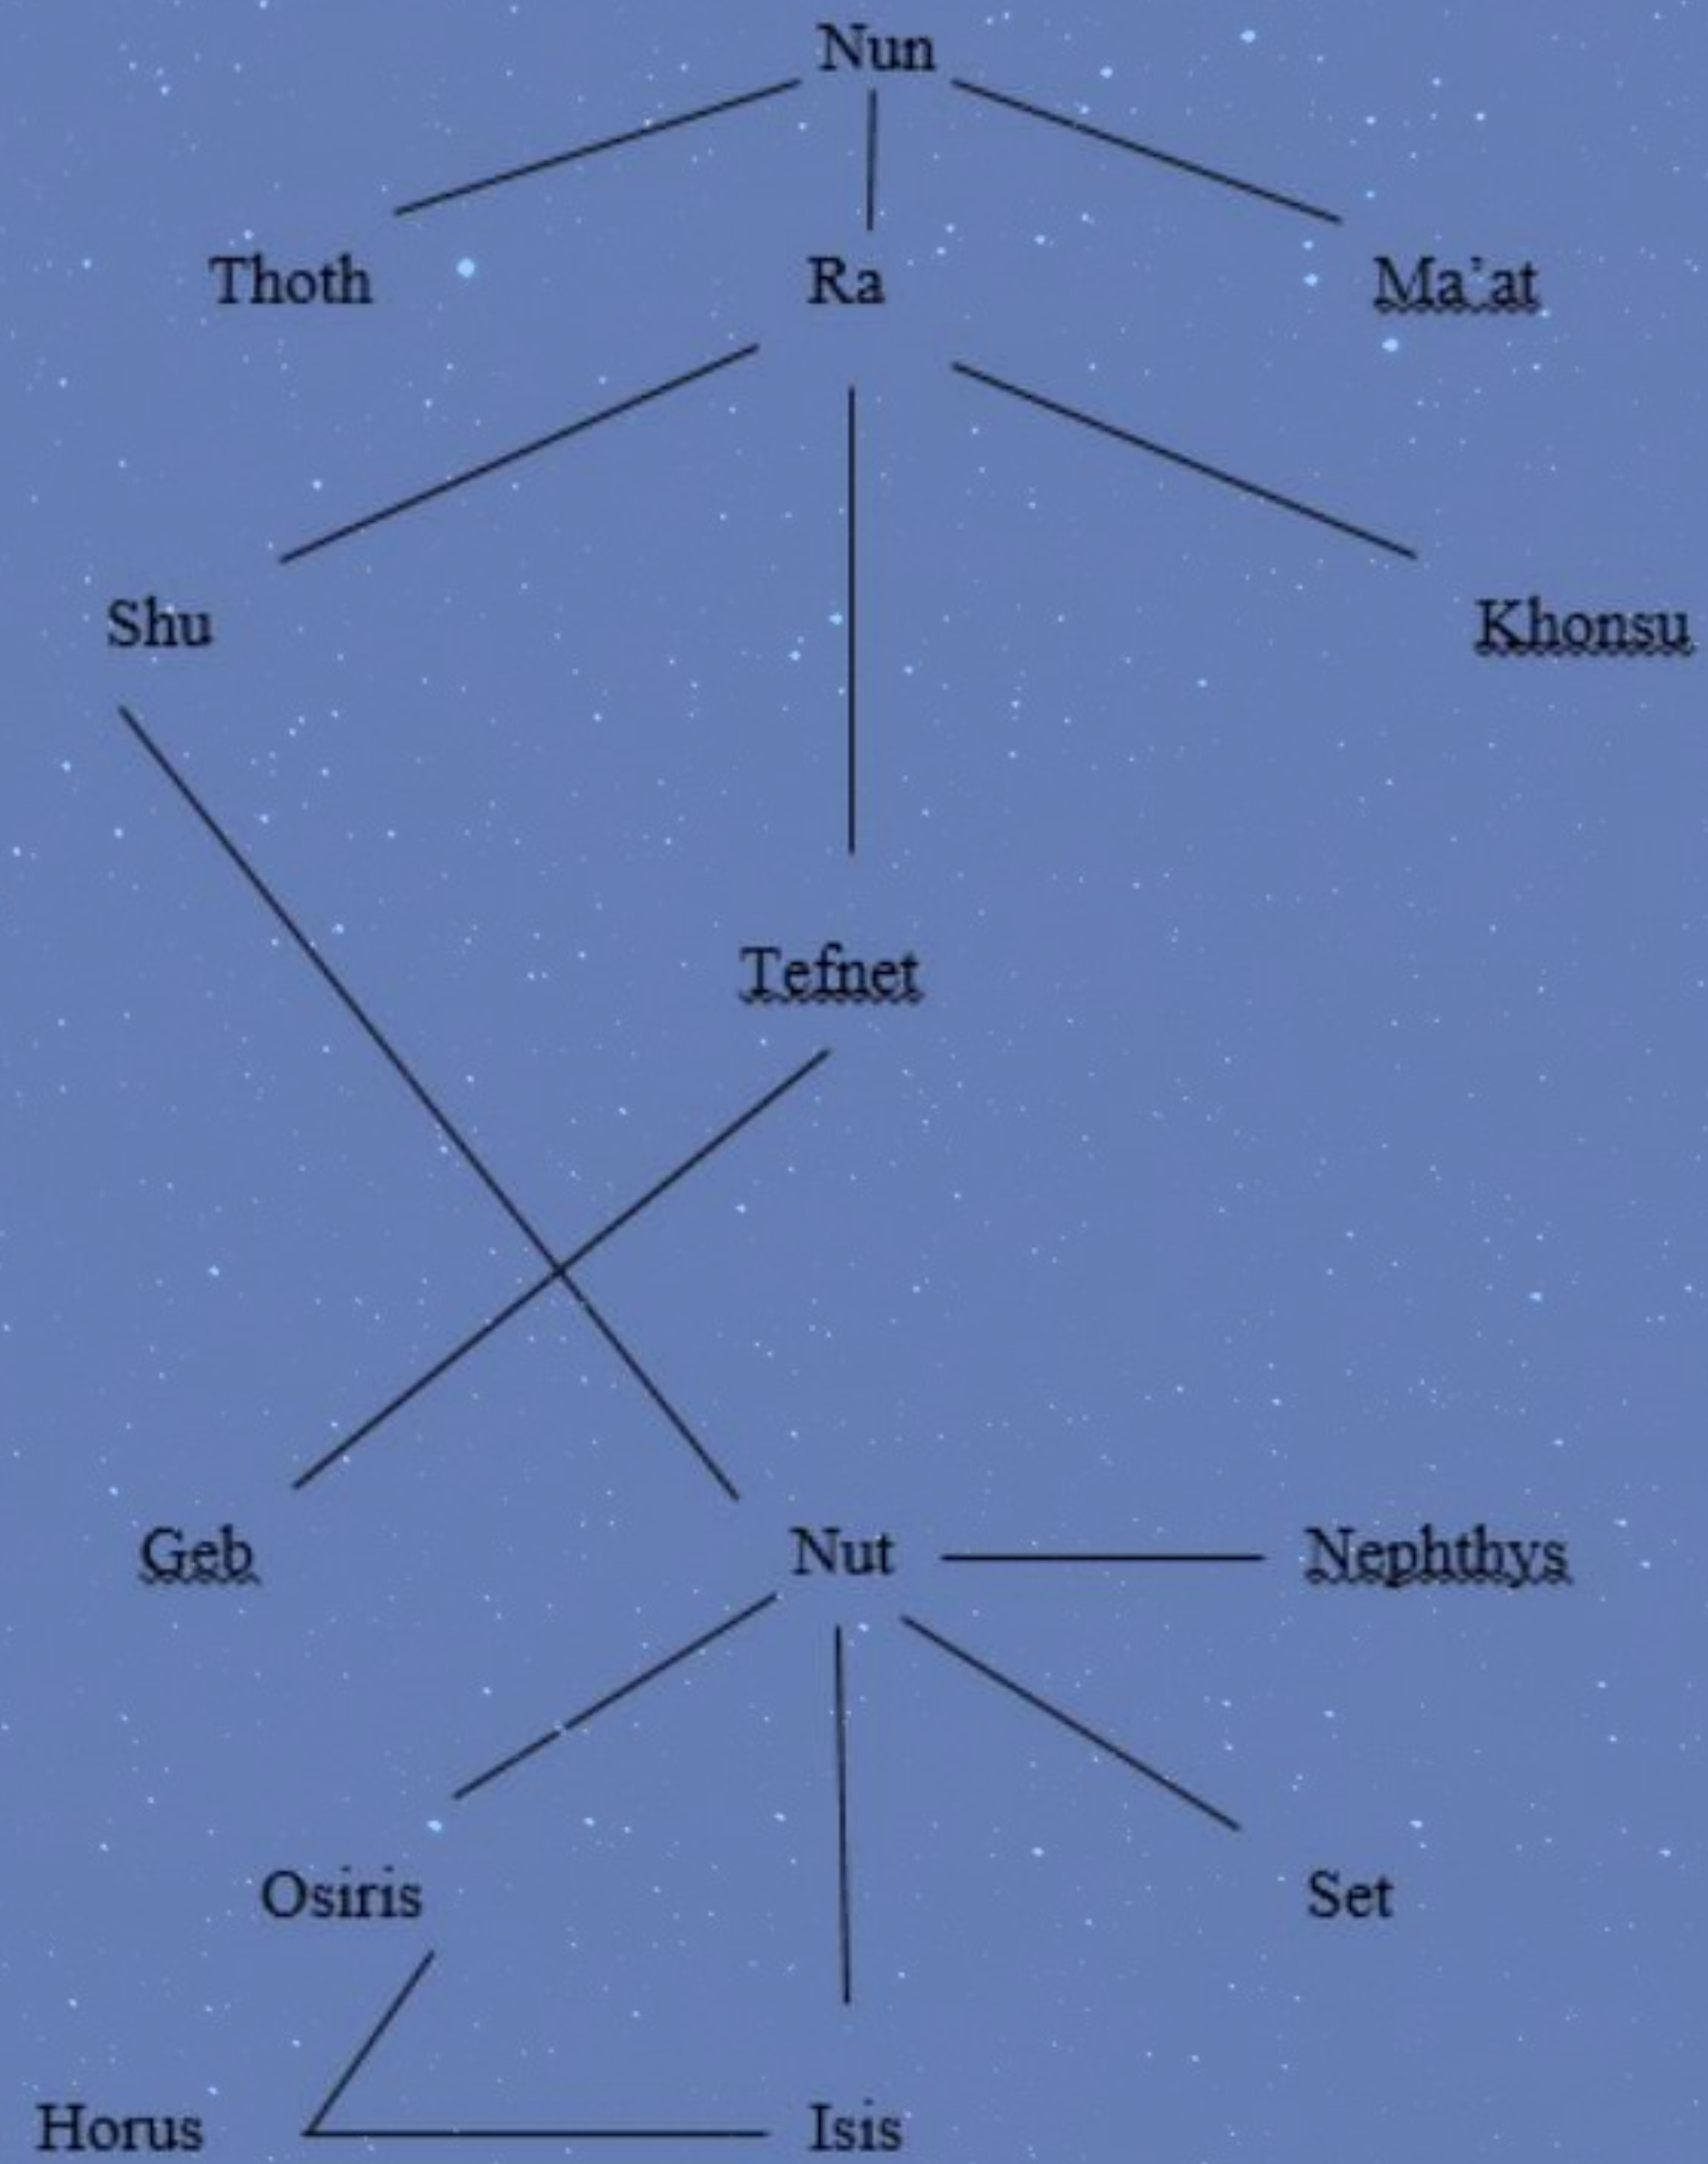 Nun
Thoth Ra Ma’at
Shu Khonsu
Tefnet
Geb Nut Nephthys
Osiris Set
Horus Isis